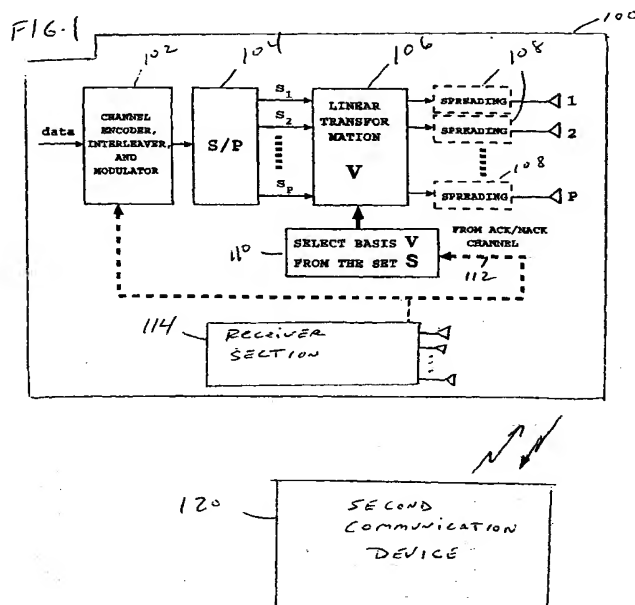 FIG.1
100
102
104
106
108
data
CHANNEL
ENCODER,
INTERLEAVER,
AND
MODULATOR
S/P
S1
S2
SP
LINEAR
TRANSFOR
MATION
V
SPREADING
1
SPREADING
2
108
SPREADING
P
110
SELECT BASIS V
FROM THE SET S
FROM ACK/NACK
CHANNEL
112
114
RECEIVER
SECTION
120
SECOND
COMMUNICATION
DEVICE